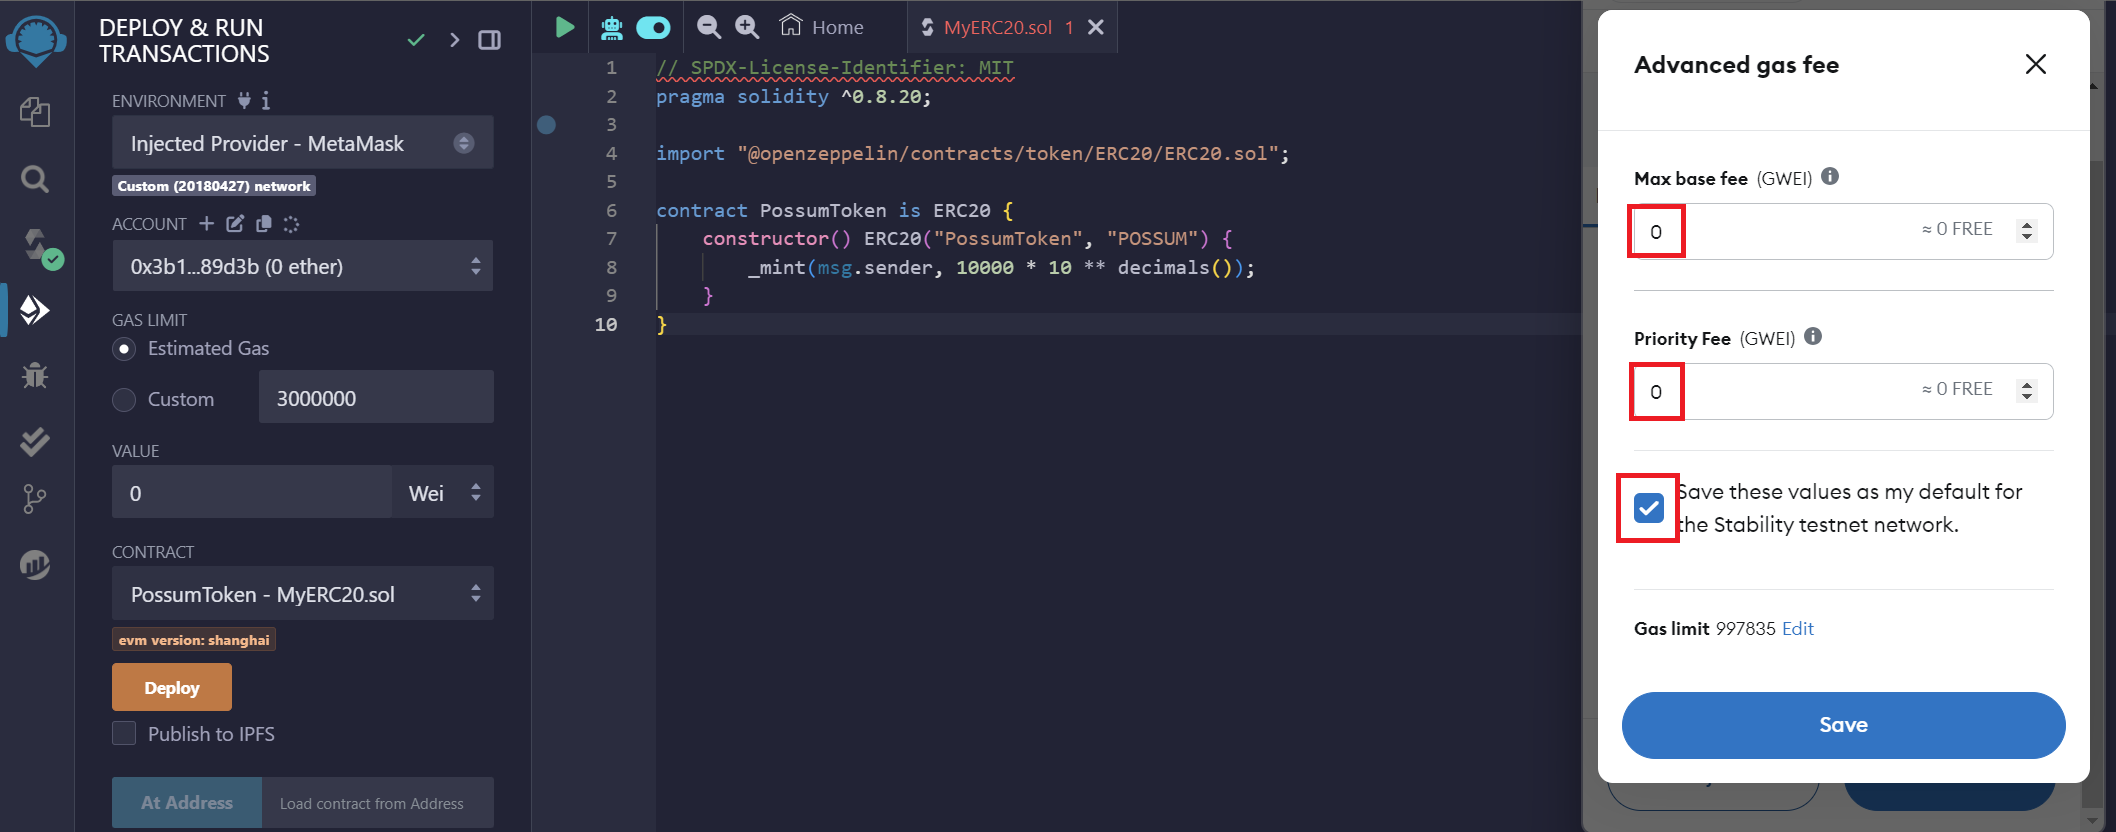 DEPLOY & RUN
TRANSACTIONS
ENVIRONMENT
Injected Provider - MetaMask
Custom (20180427) network
ACCOUNT
0x3b1...89d3b (0 ether)
GAS LIMIT
Estimated Gas
Custom
3000000
VALUE
0
Wei
CONTRACT
PossumToken - MyERC20.sol
evm version: shanghai
Deploy
Publish to IPFS
At Address
Load contract from Address
Home
MyERC20.sol 1
1 // SPDX-License-Identifier: MIT
2 pragma solidity ^0.8.20;
3
4 import "@openzeppelin/contracts/token/ERC20/ERC20.sol";
5
6 contract PossumToken is ERC20 {
7 constructor() ERC20("PossumToken", "POSSUM") {
8 _mint(msg.sender, 10000 * 10 ** decimals());
9 }
10 }
Advanced gas fee
Max base fee (GWEI)
0 ≈ 0 FREE
Priority Fee (GWEI)
0 ≈ 0 FREE
Save these values as my default for
the Stability testnet network.
Gas limit 997835 Edit
Save